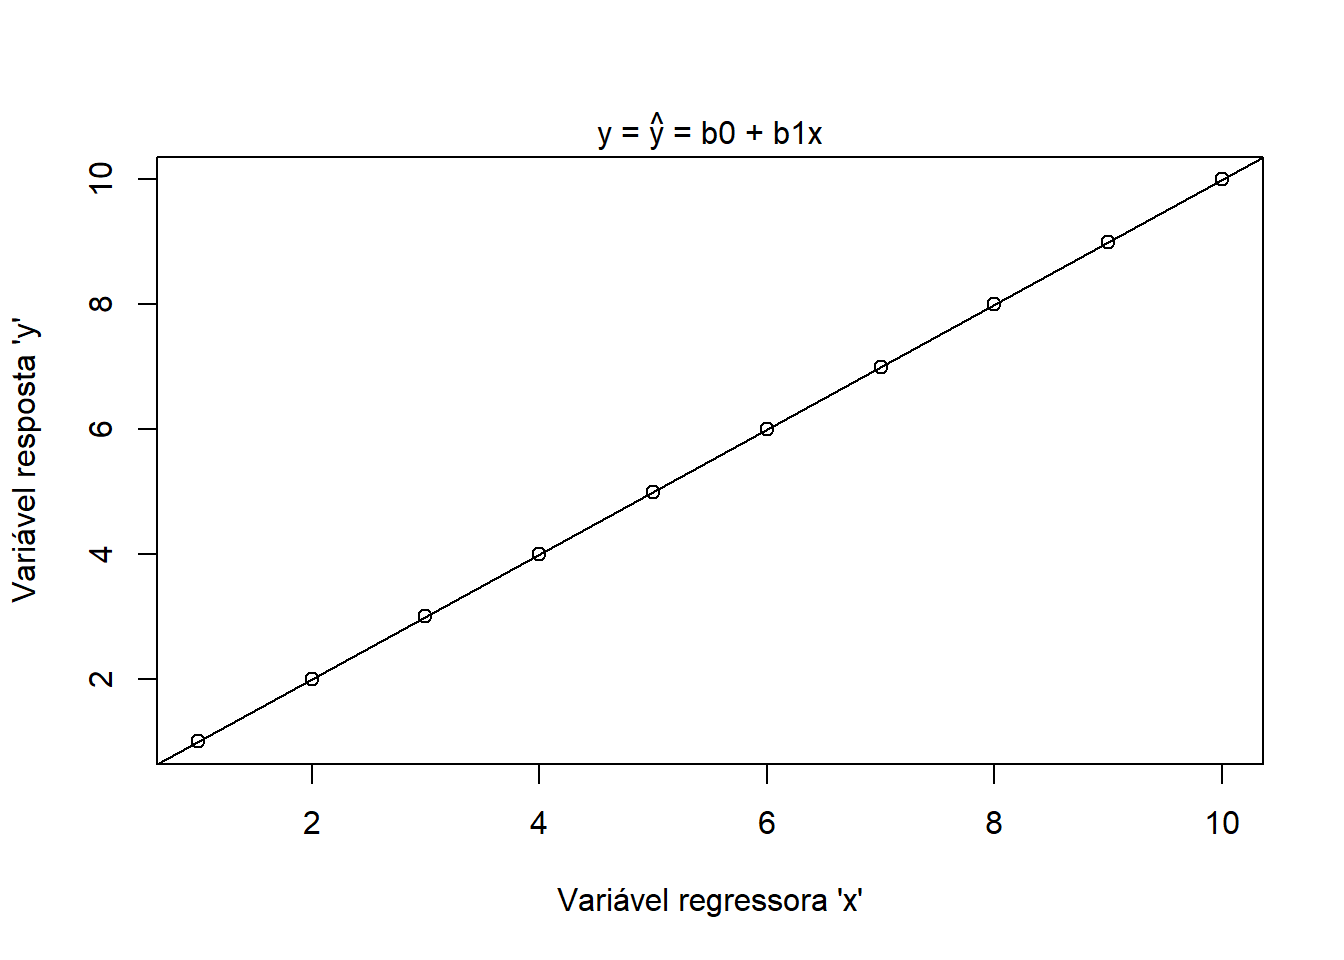 y = ŷ = b0 + b1x
10
8
6
4
2
Variável resposta 'y'
2 4 6 8 10
Variável regressora 'x'